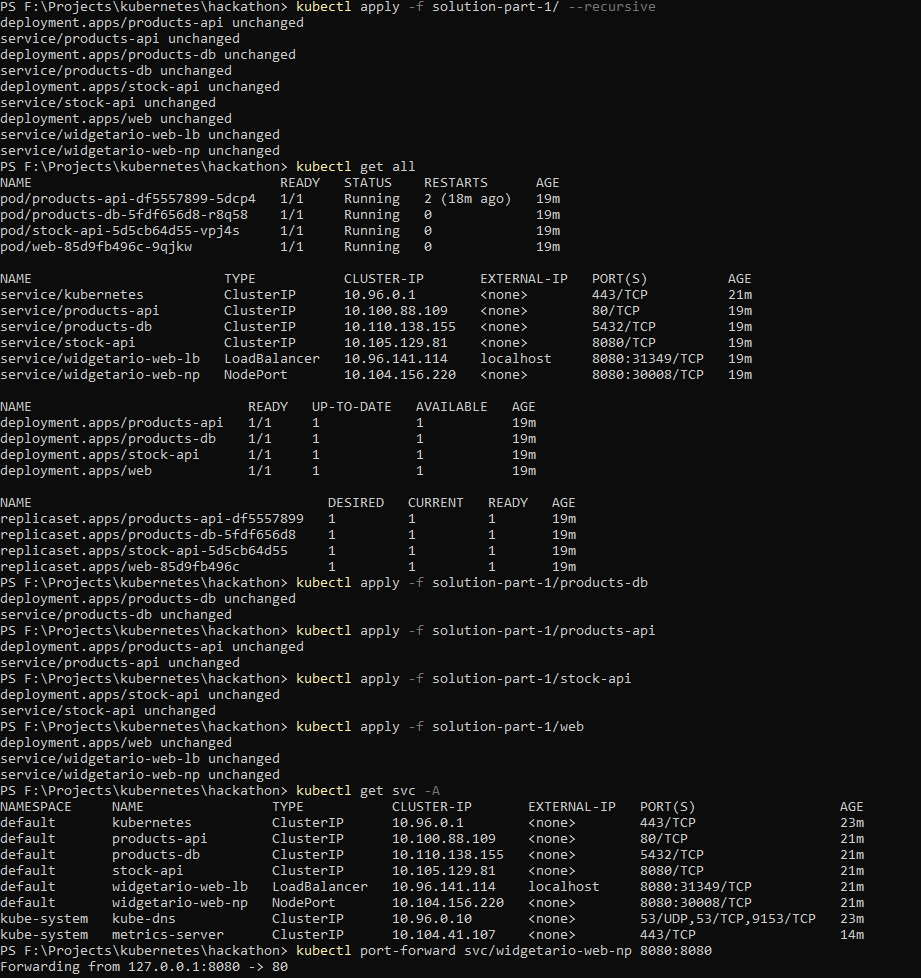 PS F:\Projects\kubernetes\hackathon> kubectl apply -f solution-part-1/ --recursive
deployment.apps/products-api unchanged
service/products-api unchanged
deployment.apps/products-db unchanged
service/products-db unchanged
deployment.apps/stock-api unchanged
service/stock-api unchanged
deployment.apps/web unchanged
service/widgetario-web-lb unchanged
service/widgetario-web-np unchanged
PS F:\Projects\kubernetes\hackathon> kubectl get all
NAME READY STATUS RESTARTS AGE
pod/products-api-df5557899-5dcp4 1/1 Running 2 (18m ago) 19m
pod/products-db-5fdf656d8-r8q58 1/1 Running 0 19m
pod/stock-api-5d5cb64d55-vpj4s 1/1 Running 0 19m
pod/web-85d9fb496c-9qjkw 1/1 Running 0 19m
NAME TYPE CLUSTER-IP EXTERNAL-IP PORT(S) AGE
service/kubernetes ClusterIP 10.96.0.1 <none> 443/TCP 21m
service/products-api ClusterIP 10.100.88.109 <none> 80/TCP 19m
service/products-db ClusterIP 10.110.138.155 <none> 5432/TCP 19m
service/stock-api ClusterIP 10.105.129.81 <none> 8080/TCP 19m
service/widgetario-web-lb LoadBalancer 10.96.141.114 localhost 8080:31349/TCP 19m
service/widgetario-web-np NodePort 10.104.156.220 <none> 8080:30008/TCP 19m
NAME READY UP-TO-DATE AVAILABLE AGE
deployment.apps/products-api 1/1 1 1 19m
deployment.apps/products-db 1/1 1 1 19m
deployment.apps/stock-api 1/1 1 1 19m
deployment.apps/web 1/1 1 1 19m
NAME DESIRED CURRENT READY AGE
replicaset.apps/products-api-df5557899 1 1 1 19m
replicaset.apps/products-db-5fdf656d8 1 1 1 19m
replicaset.apps/stock-api-5d5cb64d55 1 1 1 19m
replicaset.apps/web-85d9fb496c 1 1 1 19m
PS F:\Projects\kubernetes\hackathon> kubectl apply -f solution-part-1/products-db
deployment.apps/products-db unchanged
service/products-db unchanged
PS F:\Projects\kubernetes\hackathon> kubectl apply -f solution-part-1/products-api
deployment.apps/products-api unchanged
service/products-api unchanged
PS F:\Projects\kubernetes\hackathon> kubectl apply -f solution-part-1/stock-api
deployment.apps/stock-api unchanged
service/stock-api unchanged
PS F:\Projects\kubernetes\hackathon> kubectl apply -f solution-part-1/web
deployment.apps/web unchanged
service/widgetario-web-lb unchanged
service/widgetario-web-np unchanged
PS F:\Projects\kubernetes\hackathon> kubectl get svc -A
NAMESPACE NAME TYPE CLUSTER-IP EXTERNAL-IP PORT(S) AGE
default kubernetes ClusterIP 10.96.0.1 <none> 443/TCP 23m
default products-api ClusterIP 10.100.88.109 <none> 80/TCP 21m
default products-db ClusterIP 10.110.138.155 <none> 5432/TCP 21m
default stock-api ClusterIP 10.105.129.81 <none> 8080/TCP 21m
default widgetario-web-lb LoadBalancer 10.96.141.114 localhost 8080:31349/TCP 21m
default widgetario-web-np NodePort 10.104.156.220 <none> 8080:30008/TCP 21m
kube-system kube-dns ClusterIP 10.96.0.10 <none> 53/UDP,53/TCP,9153/TCP 23m
kube-system metrics-server ClusterIP 10.104.41.107 <none> 443/TCP 14m
PS F:\Projects\kubernetes\hackathon> kubectl port-forward svc/widgetario-web-np 8080:8080
Forwarding from 127.0.0.1:8080 -> 80